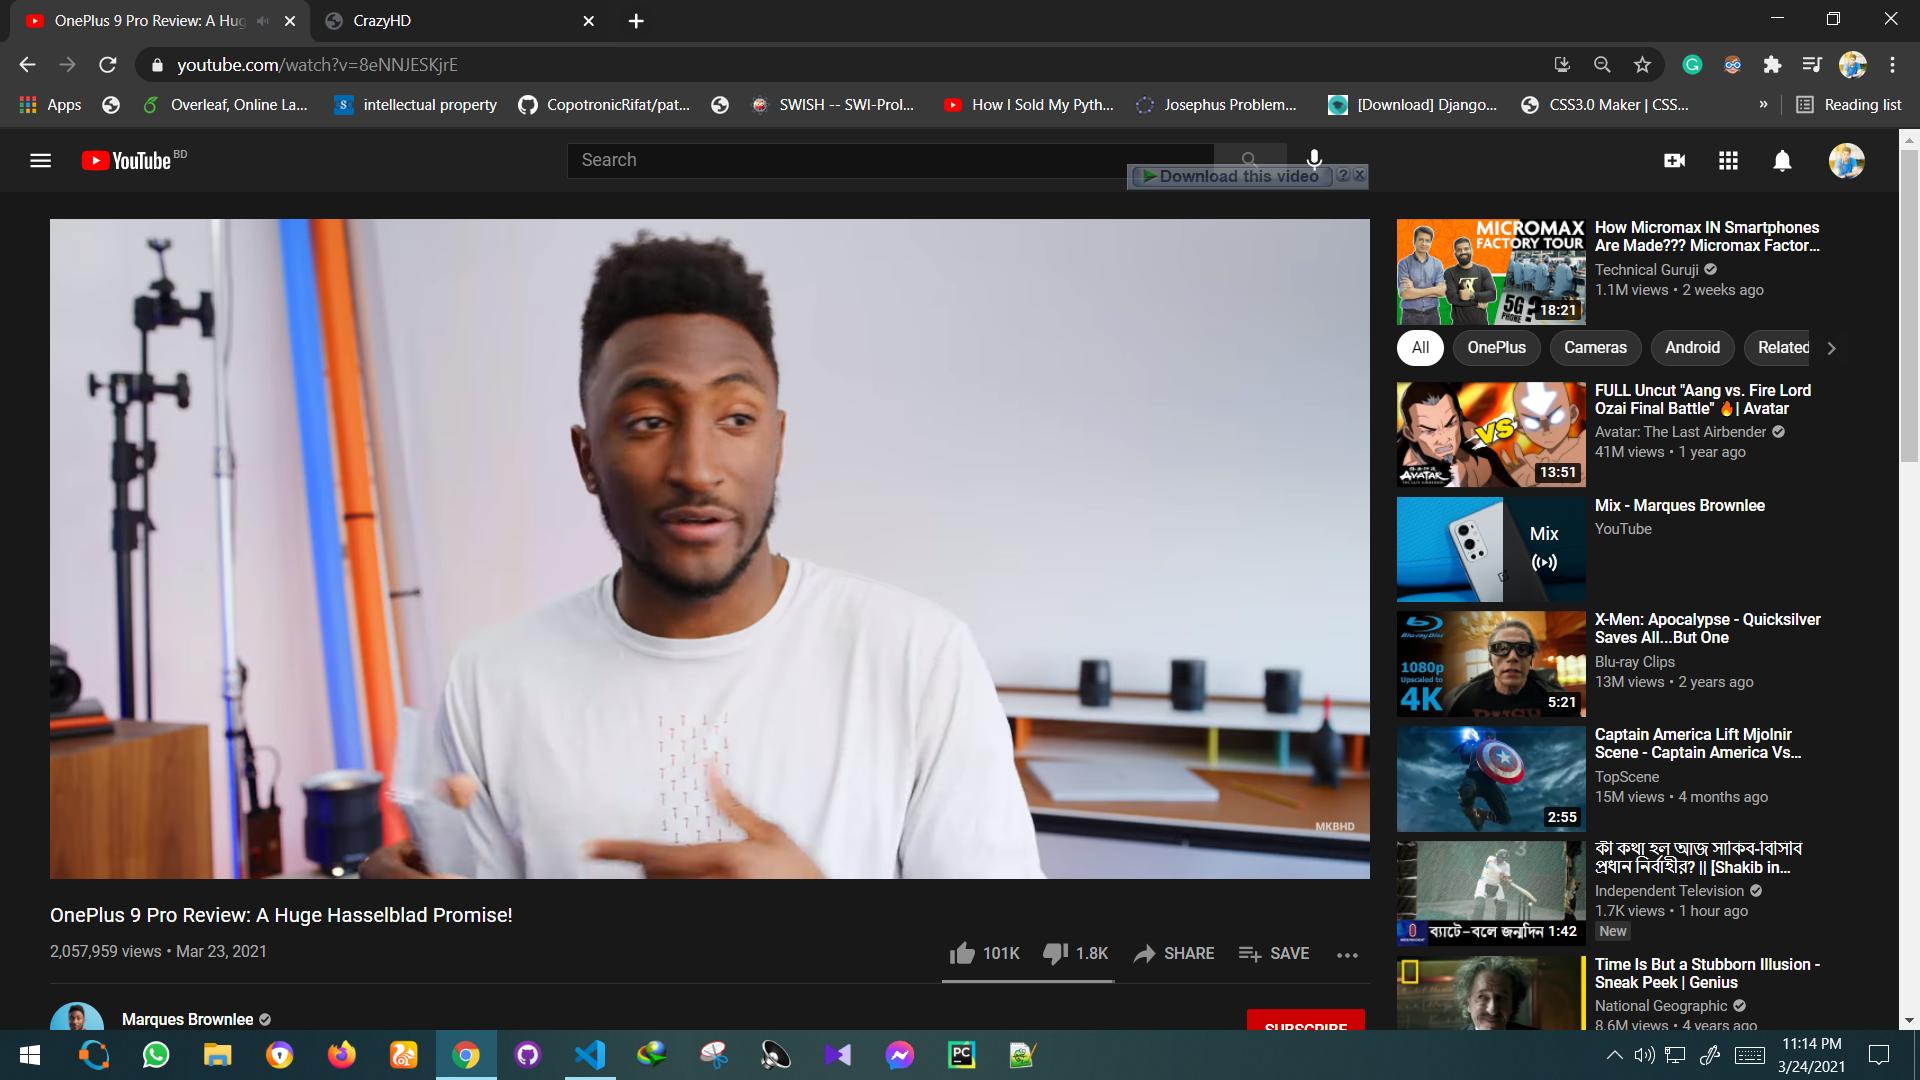 OnePlus 9 Pro Review: A Hug
CrazyHD
youtube.com/watch?v=8eNNJESKjrE
Apps
Overleaf, Online La...
intellectual property
CopotronicRifat/pat...
SWISH -- SWI-Prol...
How I Sold My Pyth...
Josephus Problem...
[Download] Django...
CSS3.0 Maker | CSS...
»
Reading list
YouTube BD
Search
Download this video
MKBHD
OnePlus 9 Pro Review: A Huge Hasselblad Promise!
2,057,959 views • Mar 23, 2021
101K
1.8K
SHARE
SAVE
Marques Brownlee
SUBSCRIBE
MICROMAX
FACTORY TOUR
5G ?
PHONE
18:21
How Micromax IN Smartphones
Are Made??? Micromax Factor...
Technical Guruji
1.1M views • 2 weeks ago
All
OnePlus
Cameras
Android
Related
VS
AVATAR
13:51
FULL Uncut "Aang vs. Fire Lord
Ozai Final Battle" 🔥| Avatar
Avatar: The Last Airbender
41M views • 1 year ago
Mix
Mix - Marques Brownlee
YouTube
Blu-ray Disc
1080p
Upscaled to
4K
RUSH
5:21
X-Men: Apocalypse - Quicksilver
Saves All...But One
Blu-ray Clips
13M views • 2 years ago
2:55
Captain America Lift Mjolnir
Scene - Captain America Vs...
TopScene
15M views • 4 months ago
3
ব্যাটে-বলে জন্মদিন
1:42
কী কথা হল আজ সাকিব-বিসিবি
প্রধান নির্বাহীর? || [Shakib in...
Independent Television
1.7K views • 1 hour ago
New
Time Is But a Stubborn Illusion -
Sneak Peek | Genius
National Geographic
8.6M views • 4 years ago
PC
11:14 PM
3/24/2021